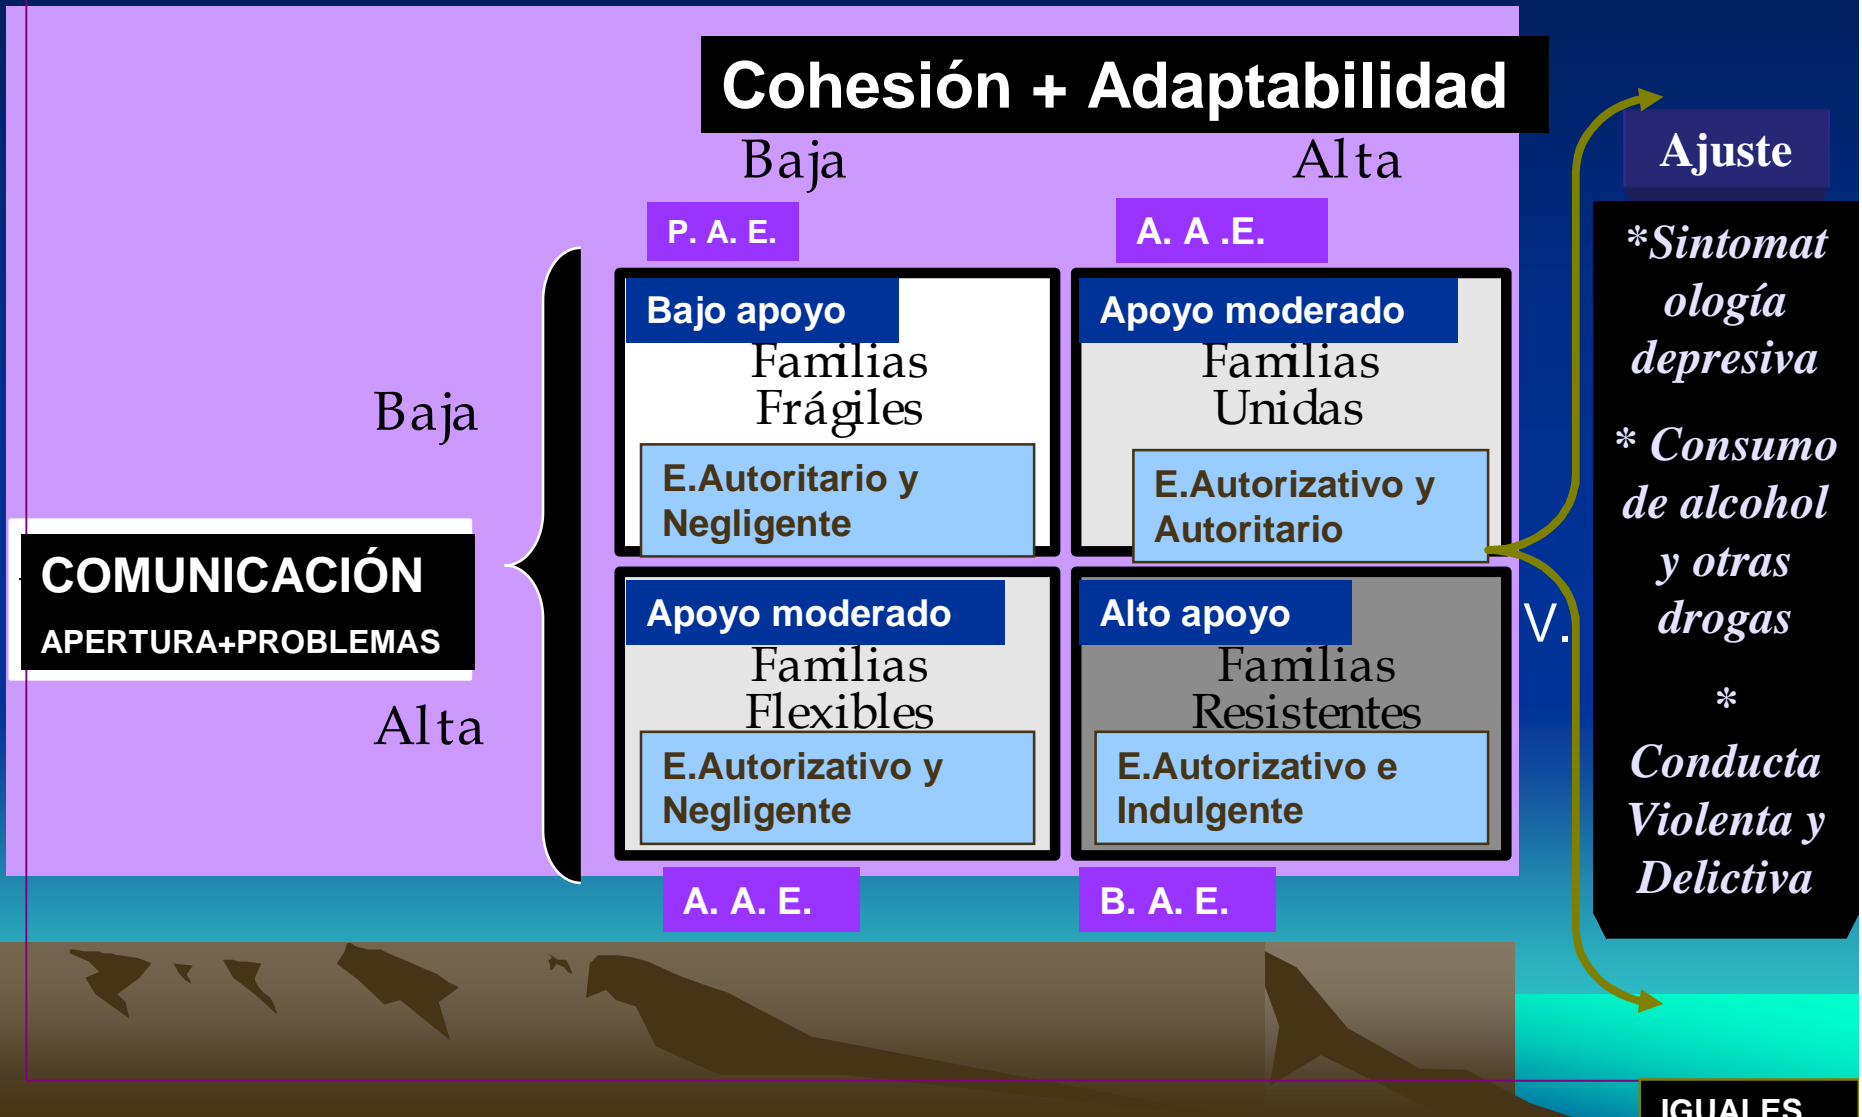 Cohesión + Adaptabilidad
Baja
Alta
P. A. E.
A. A .E.
Bajo apoyo
Familias
Frágiles
E.Autoritario y
Negligente
Apoyo moderado
Familias
Unidas
E.Autorizativo y
Autoritario
Baja
COMUNICACIÓN
APERTURA+PROBLEMAS
Alta
Apoyo moderado
Familias
Flexibles
E.Autorizativo y
Negligente
Alto apoyo
Familias
Resistentes
E.Autorizativo e
Indulgente
A. A. E.
B. A. E.
V.
Ajuste
*Sintomat
ología
depresiva
* Consumo
de alcohol
y otras
drogas
*
Conducta
Violenta y
Delictiva
IGUALES